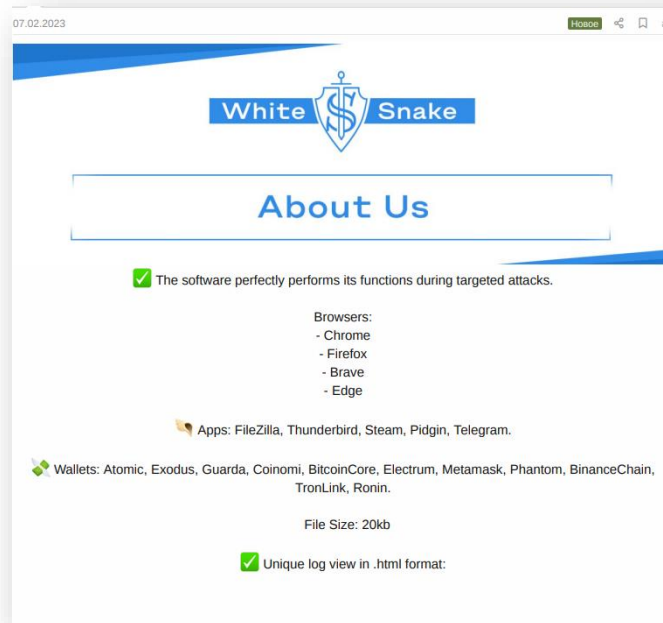 07.02.2023
Новое
White Snake
About Us
✅ The software perfectly performs its functions during targeted attacks.
Browsers:
- Chrome
- Firefox
- Brave
- Edge
Apps: FileZilla, Thunderbird, Steam, Pidgin, Telegram.
💸 Wallets: Atomic, Exodus, Guarda, Coinomi, BitcoinCore, Electrum, Metamask, Phantom, BinanceChain,
TronLink, Ronin.
File Size: 20kb
✅ Unique log view in .html format: